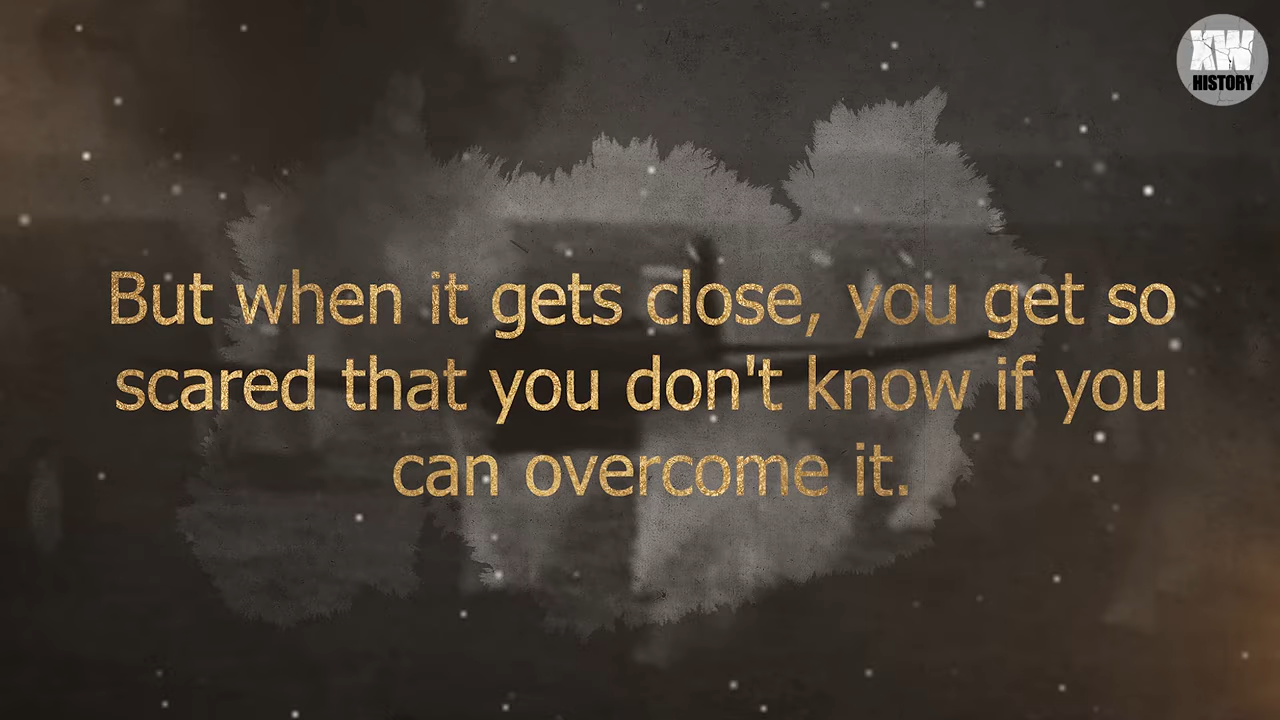 XW
HISTORY
But when it gets close, you get so
scared that you don't know if you
can overcome it.